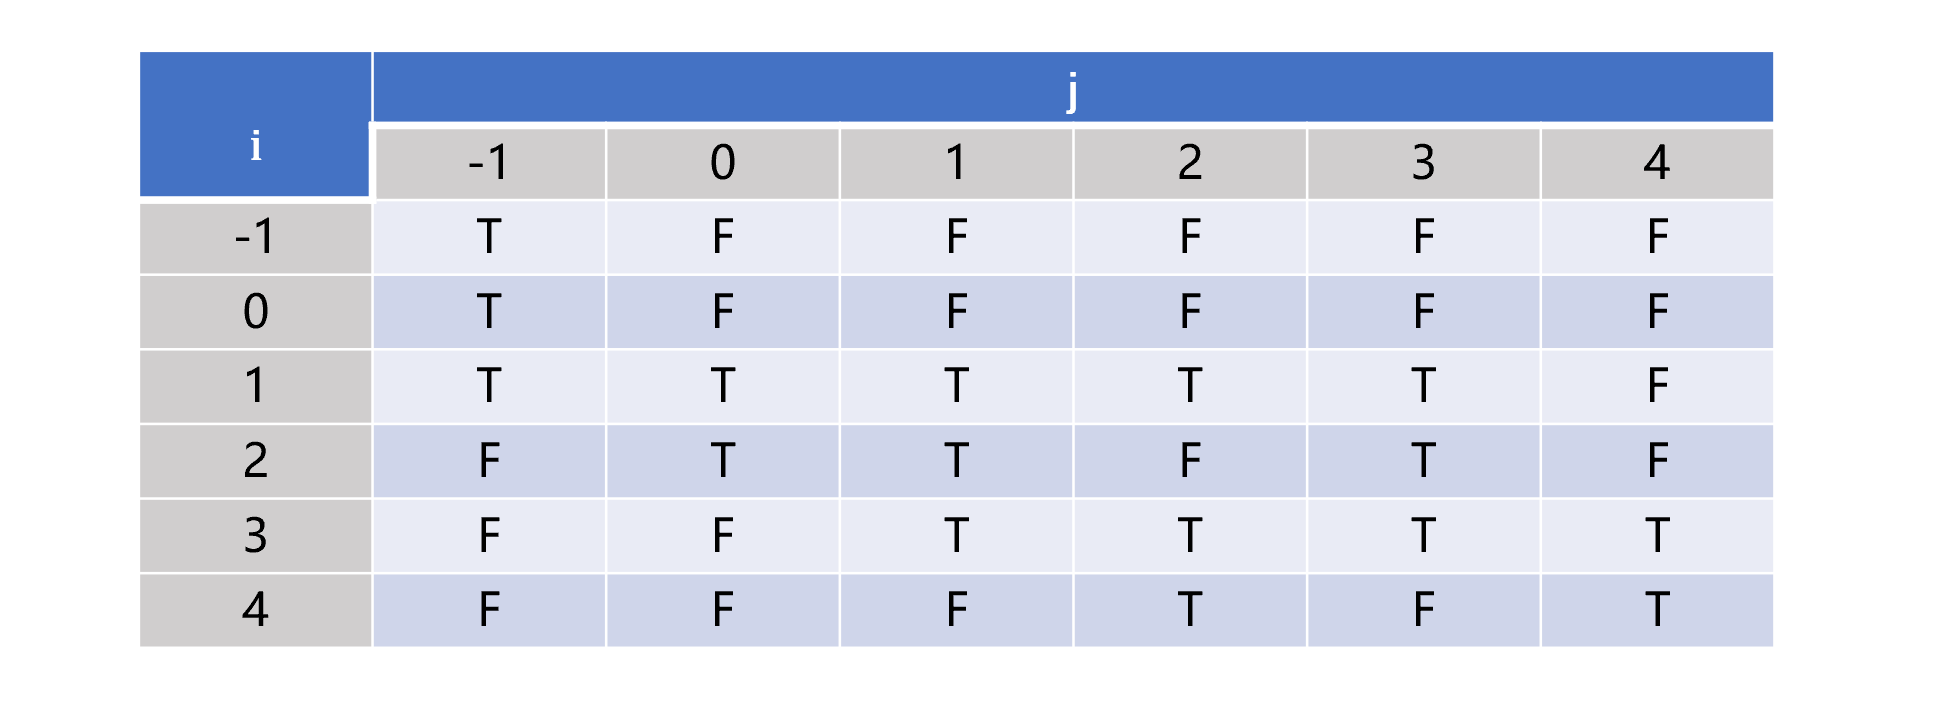 j
i
-1 0 1 2 3 4
-1 T F F F F F
0 T F F F F F
1 T T T T T F
2 F T T F T F
3 F F T T T T
4 F F F T F T